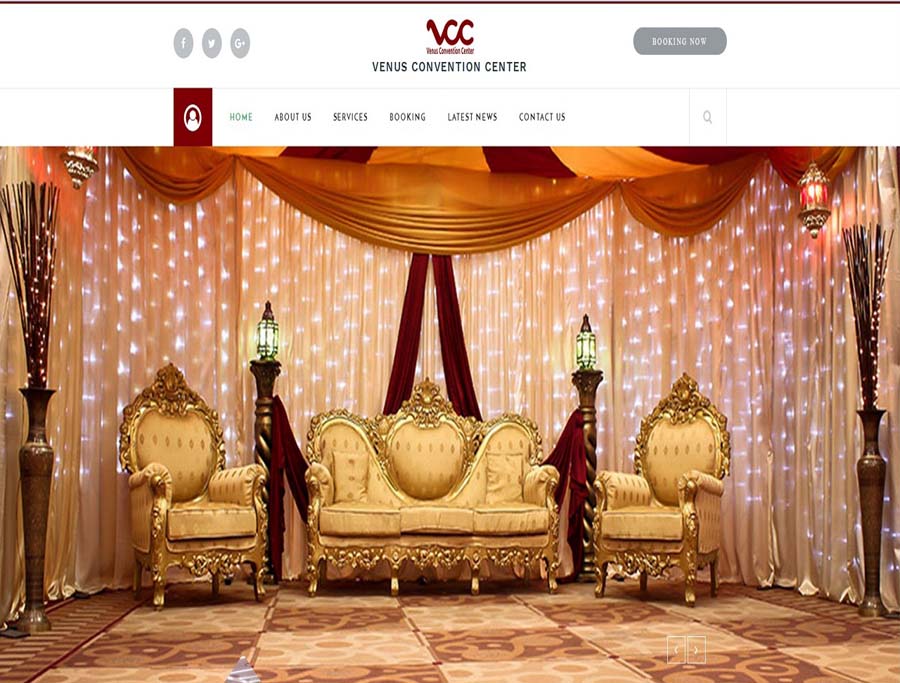 f
G+
VCC
Venus Convention Center
VENUS CONVENTION CENTER
BOOKING NOW
HOME
ABOUT US
SERVICES
BOOKING
LATEST NEWS
CONTACT US